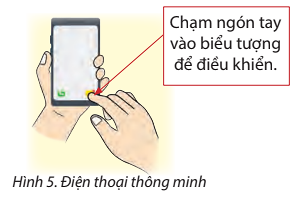 Chạm ngón tay
vào biểu tượng
để điều khiển.
Hình 5. Điện thoại thông minh